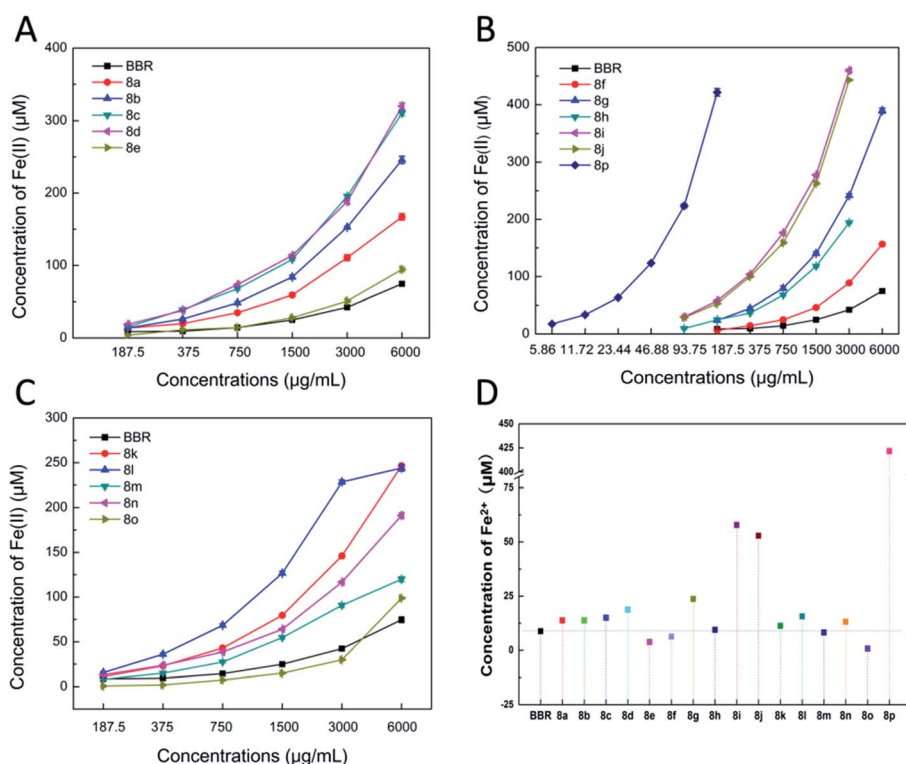 A
Concentration of Fe(II) (μM)
400
300
200
100
0
BBR
8a
8b
8c
8d
8e
187.5 375 750 1500 3000 6000
Concentrations (μg/mL)
B
Concentration of Fe(II) (μM)
500
400
300
200
100
0
BBR
8f
8g
8h
8i
8j
8p
5.86 11.72 23.44 46.88 93.75 187.5 375 750 1500 3000 6000
Concentrations (μg/mL)
C
Concentration of Fe(II) (μM)
300
250
200
150
100
50
0
BBR
8k
8l
8m
8n
8o
187.5 375 750 1500 3000 6000
Concentrations (μg/mL)
D
Concentration of Fe²⁺ (μM)
450
425
400
75
50
25
0
-25
BBR 8a 8b 8c 8d 8e 8f 8g 8h 8i 8j 8k 8l 8m 8n 8o 8p